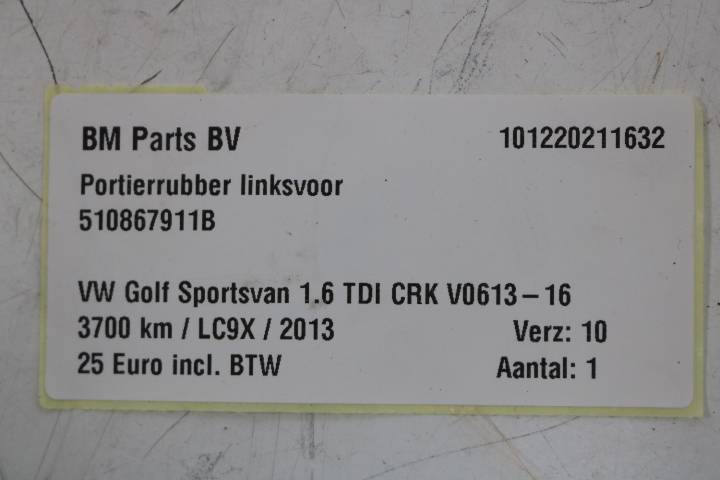 BM Parts BV 101220211632
Portierrubber linksvoor
510867911B
VW Golf Sportsvan 1.6 TDI CRK V0613-16
3700 km / LC9X / 2013 Verz: 10
25 Euro incl. BTW Aantal: 1